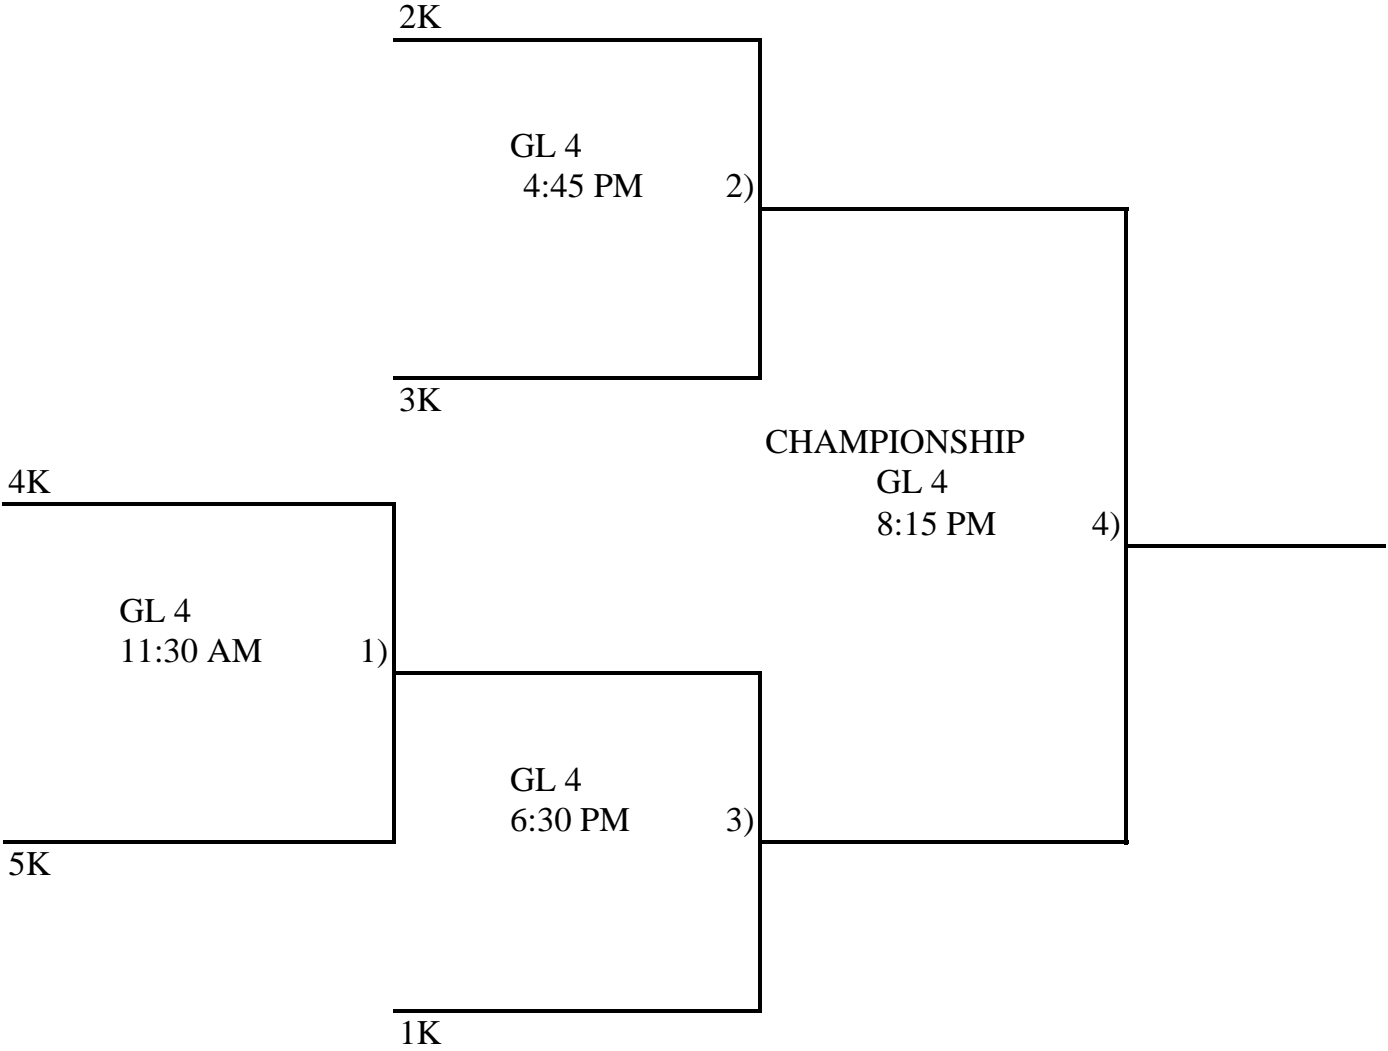 2K
GL 4
4:45 PM 2)
3K
CHAMPIONSHIP
GL 4
8:15 PM 4)
4K
GL 4
11:30 AM 1)
5K
GL 4
6:30 PM 3)
1K